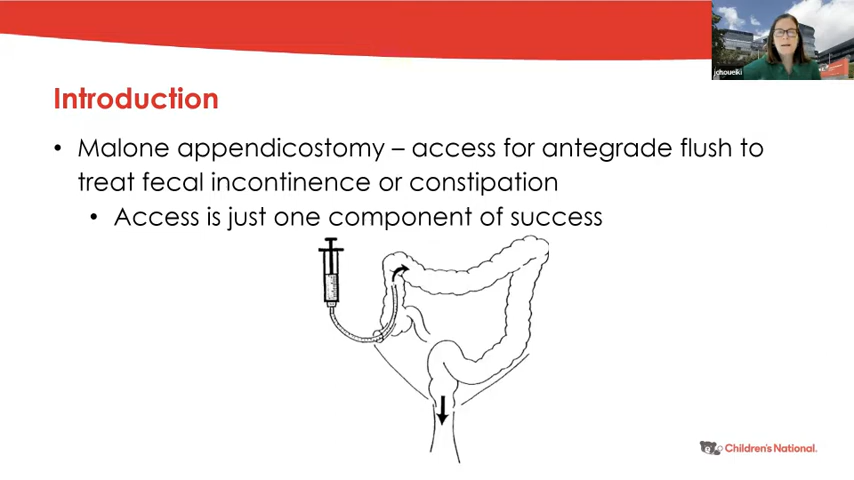 jchoueiki
Introduction
• Malone appendicostomy – access for antegrade flush to
treat fecal incontinence or constipation
• Access is just one component of success
Children's National.